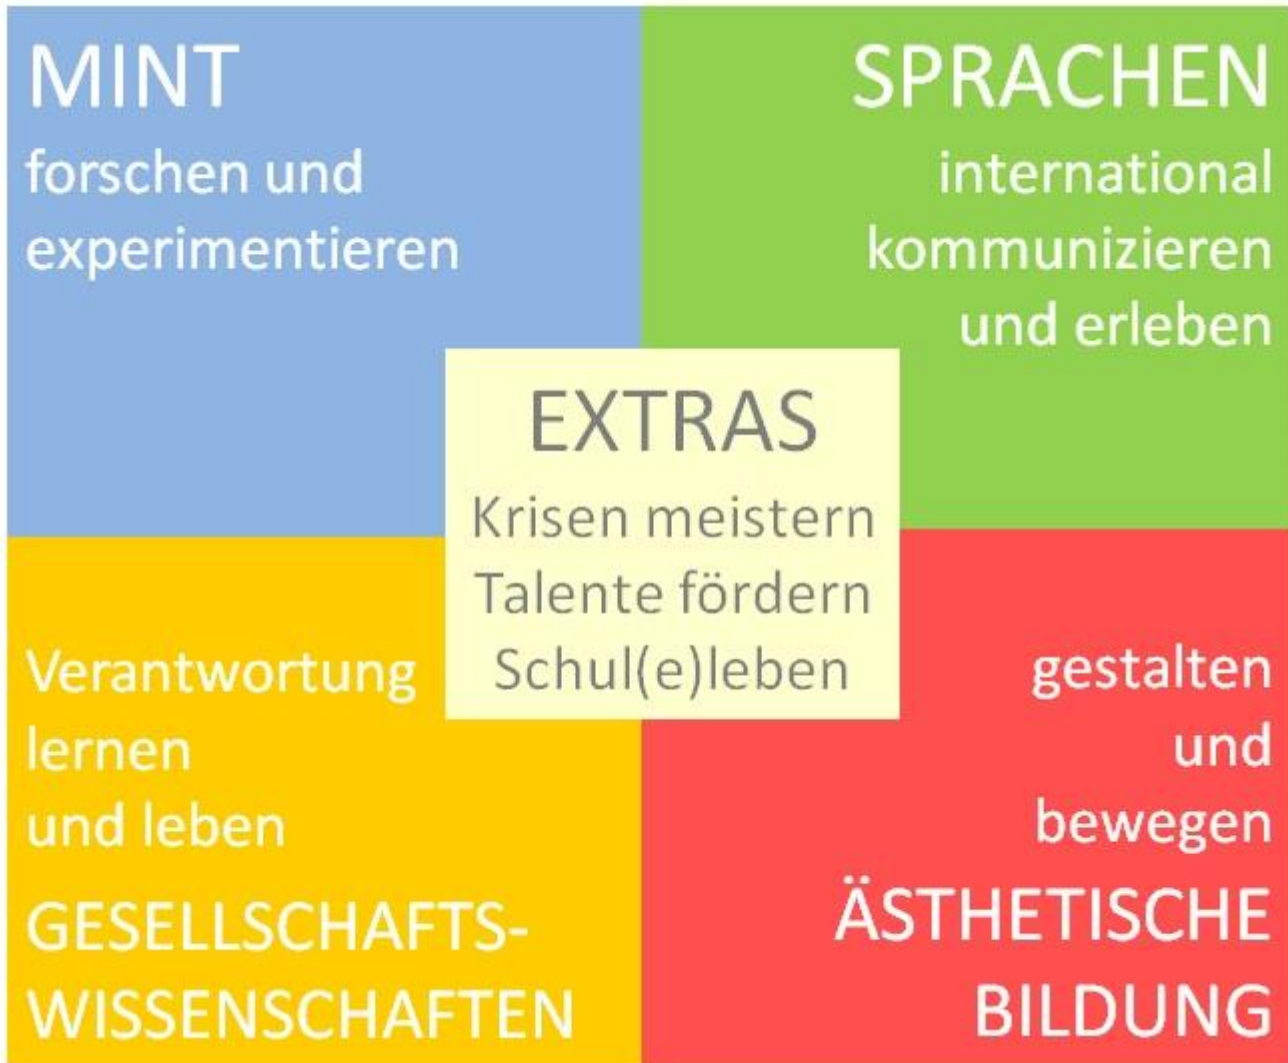 MINT
forschen und
experimentieren
SPRACHEN
international
kommunizieren
und erleben
EXTRAS
Krisen meistern
Talente fördern
Schul(e)leben
Verantwortung
lernen
und leben
GESELLSCHAFTS-
WISSENSCHAFTEN
gestalten
und
bewegen
ÄSTHETISCHE
BILDUNG